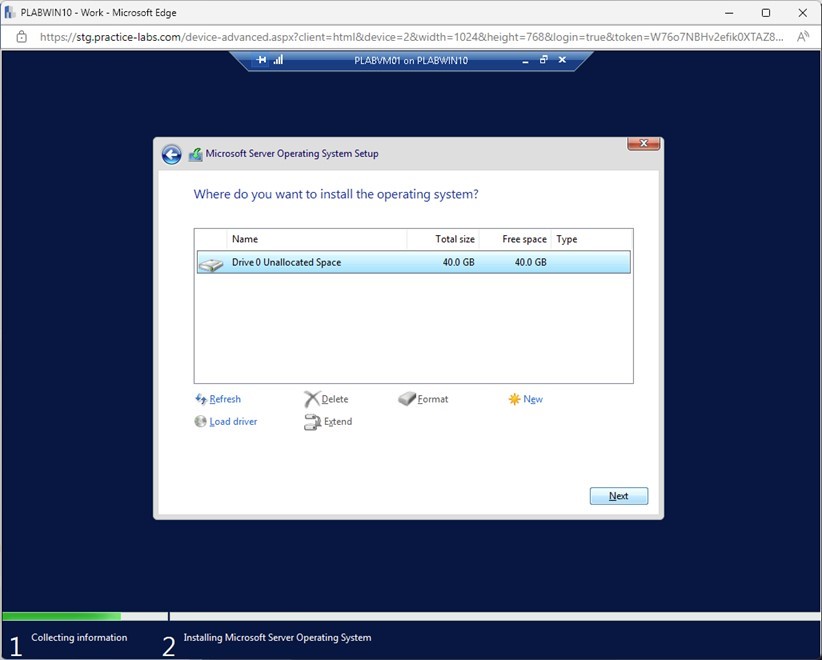 PLABWIN10 - Work - Microsoft Edge
https://stg.practice-labs.com/device-advanced.aspx?client=html&device=2&width=1024&height=768&login=true&token=W76o7NBHv2efik0XTAZ8...
PLABVM01 on PLABWIN10
Microsoft Server Operating System Setup
Where do you want to install the operating system?
Name Total size Free space Type
Drive 0 Unallocated Space 40.0 GB 40.0 GB
Refresh Delete Format New
Load driver Extend
Next
1 Collecting information 2 Installing Microsoft Server Operating System